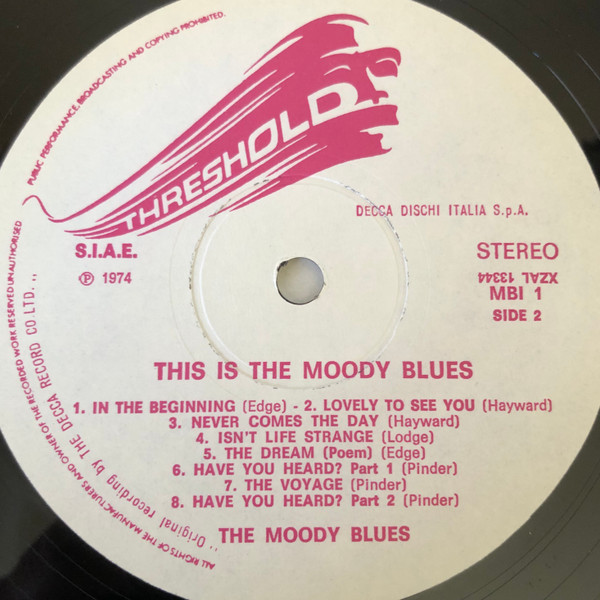 PUBLIC PERFORMANCE, BROADCASTING AND COPYING PROHIBITED.
THRESHOLD
DECCA DISCHI ITALIA S.p.A.
S.I.A.E.
STEREO
℗ 1974
XZAL 13344
MBI 1
SIDE 2
THIS IS THE MOODY BLUES
1. IN THE BEGINNING (Edge) - 2. LOVELY TO SEE YOU (Hayward)
3. NEVER COMES THE DAY (Hayward)
4. ISN'T LIFE STRANGE (Lodge)
5. THE DREAM (Poem) (Edge)
6. HAVE YOU HEARD? Part 1 (Pinder)
7. THE VOYAGE (Pinder)
8. HAVE YOU HEARD? Part 2 (Pinder)
THE MOODY BLUES
"Original recording by THE DECCA RECORD CO. LTD."
ALL RIGHTS OF THE MANUFACTURERS AND OWNER OF THE RECORDED WORK RESERVED UNAUTHORISED